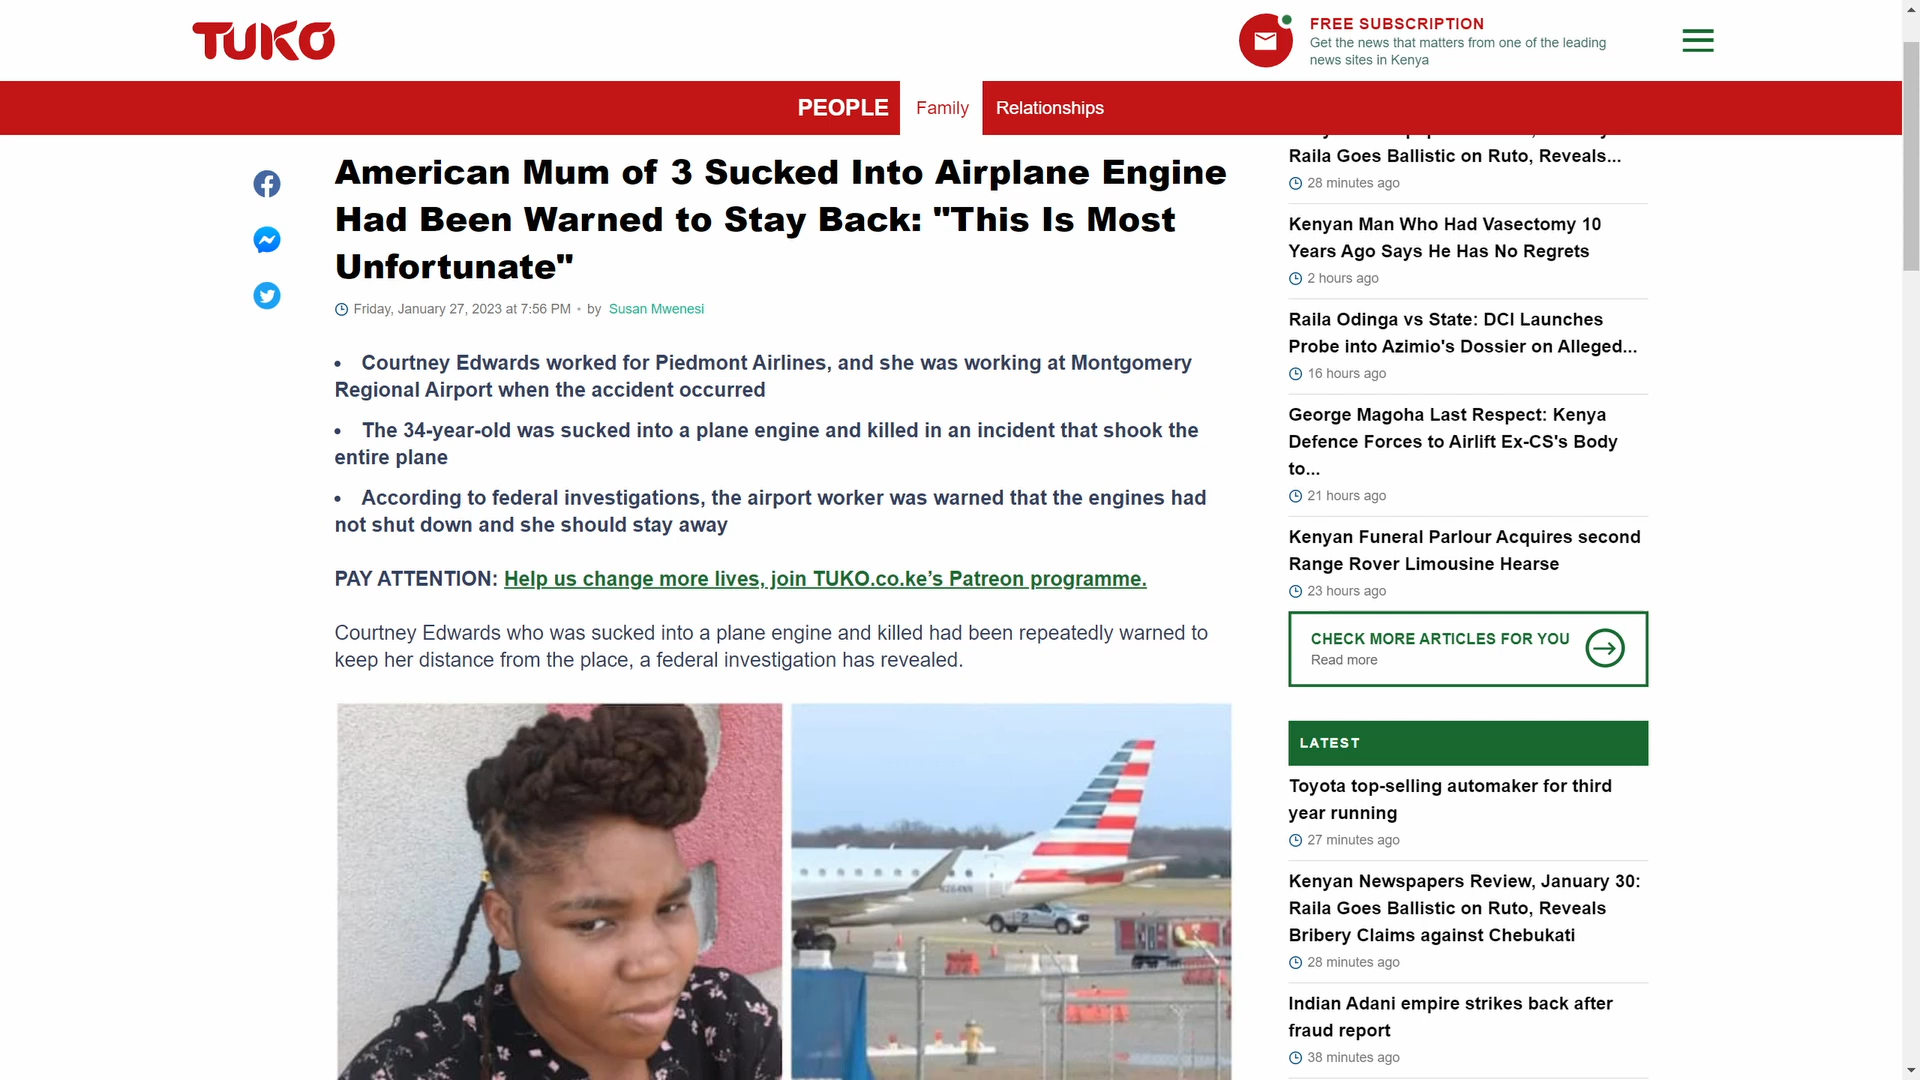 TUKO
FREE SUBSCRIPTION
Get the news that matters from one of the leading
news sites in Kenya
PEOPLE
Family
Relationships
American Mum of 3 Sucked Into Airplane Engine
Had Been Warned to Stay Back: "This Is Most
Unfortunate"
Friday, January 27, 2023 at 7:56 PM • by Susan Mwenesi
• Courtney Edwards worked for Piedmont Airlines, and she was working at Montgomery
Regional Airport when the accident occurred
• The 34-year-old was sucked into a plane engine and killed in an incident that shook the
entire plane
• According to federal investigations, the airport worker was warned that the engines had
not shut down and she should stay away
PAY ATTENTION: Help us change more lives, join TUKO.co.ke’s Patreon programme.
Courtney Edwards who was sucked into a plane engine and killed had been repeatedly warned to
keep her distance from the place, a federal investigation has revealed.
Raila Goes Ballistic on Ruto, Reveals...
28 minutes ago
Kenyan Man Who Had Vasectomy 10
Years Ago Says He Has No Regrets
2 hours ago
Raila Odinga vs State: DCI Launches
Probe into Azimio's Dossier on Alleged...
16 hours ago
George Magoha Last Respect: Kenya
Defence Forces to Airlift Ex-CS's Body
to...
21 hours ago
Kenyan Funeral Parlour Acquires second
Range Rover Limousine Hearse
23 hours ago
CHECK MORE ARTICLES FOR YOU
Read more
LATEST
Toyota top-selling automaker for third
year running
27 minutes ago
Kenyan Newspapers Review, January 30:
Raila Goes Ballistic on Ruto, Reveals
Bribery Claims against Chebukati
28 minutes ago
Indian Adani empire strikes back after
fraud report
38 minutes ago